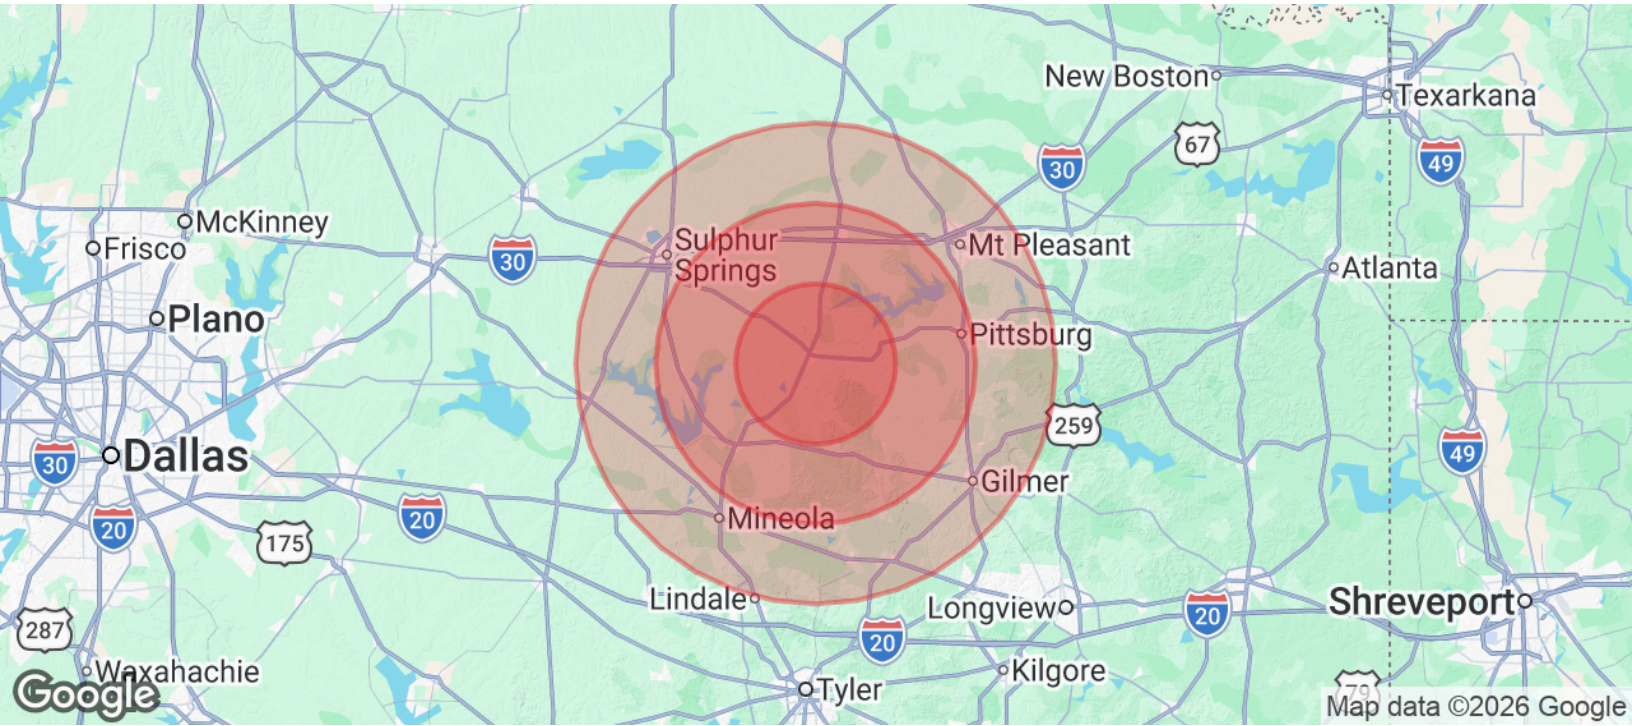 New Boston
Texarkana
67
30
49
McKinney
Frisco
Sulphur
Springs
Mt Pleasant
30
Atlanta
Plano
Pittsburg
259
Dallas
30
49
Gilmer
20
20
Mineola
175
Lindale
Longview
20
Shreveport
287
20
Waxahachie
Kilgore
Tyler
79
Google
Map data ©2026 Google